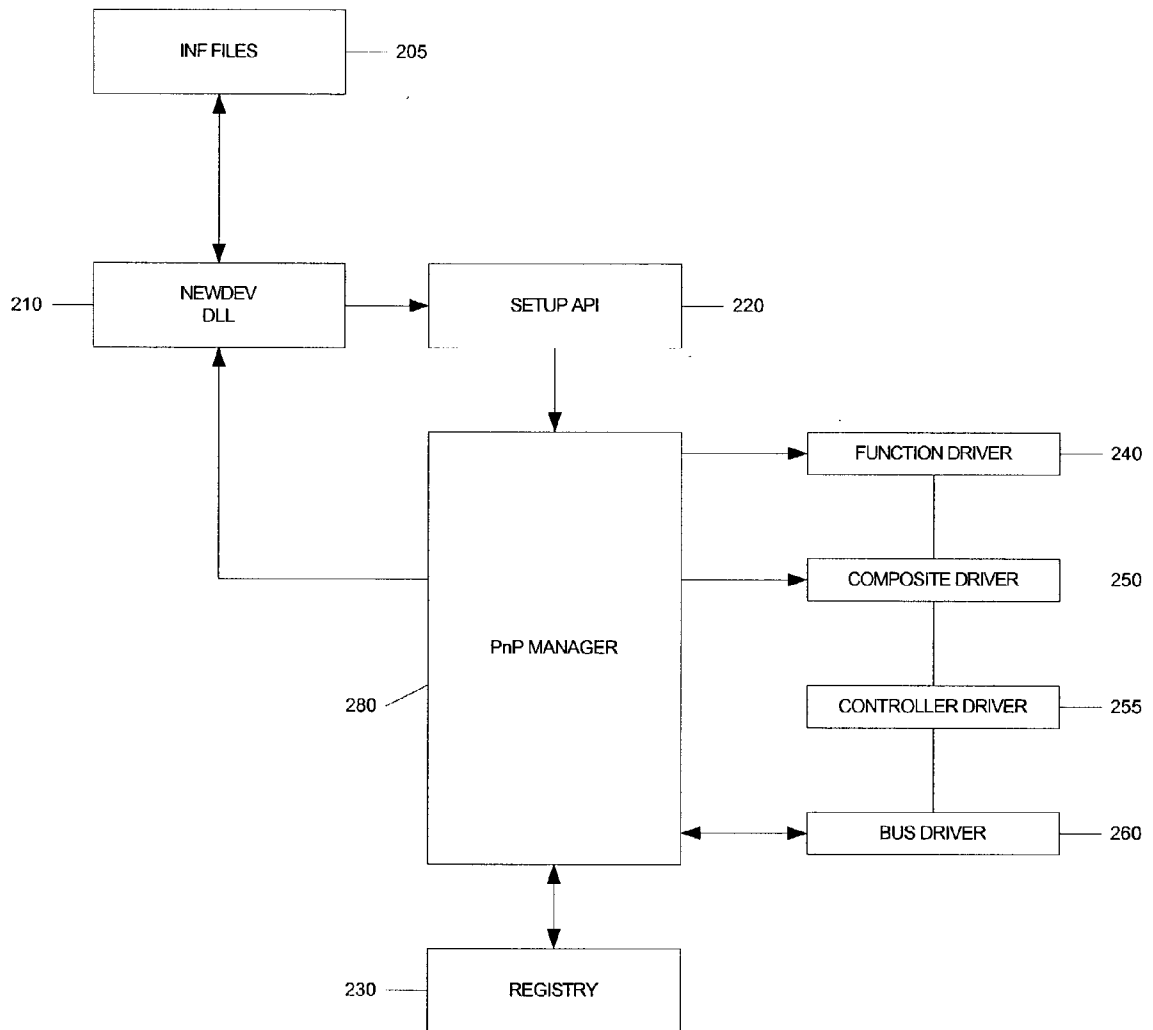 INF FILES
205
210
NEWDEV
DLL
SETUP API
220
FUNCTION DRIVER
240
COMPOSITE DRIVER
250
PnP MANAGER
280
CONTROLLER DRIVER
255
BUS DRIVER
260
230
REGISTRY